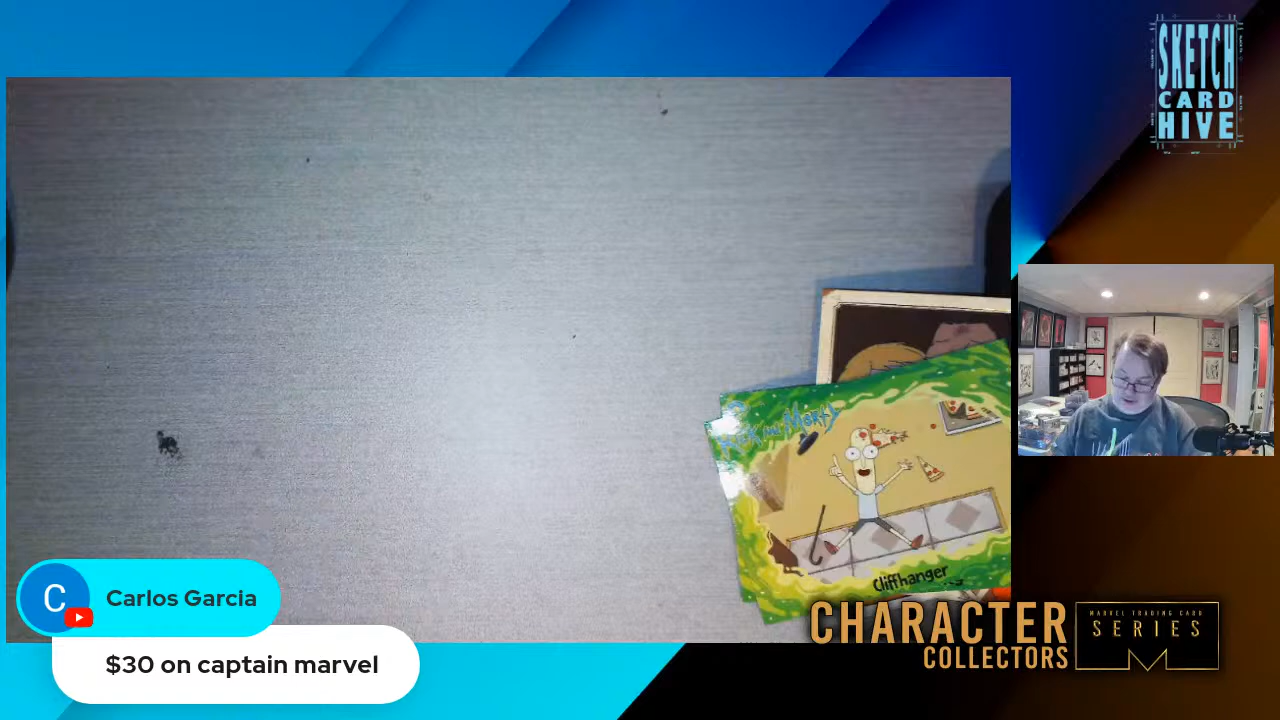 SKETCH
CARD
HIVE
Rick and Morty
Cliffhanger
Carlos Garcia
C
$30 on captain marvel
CHARACTER
COLLECTORS
MARVEL TRADING CARD
SERIES